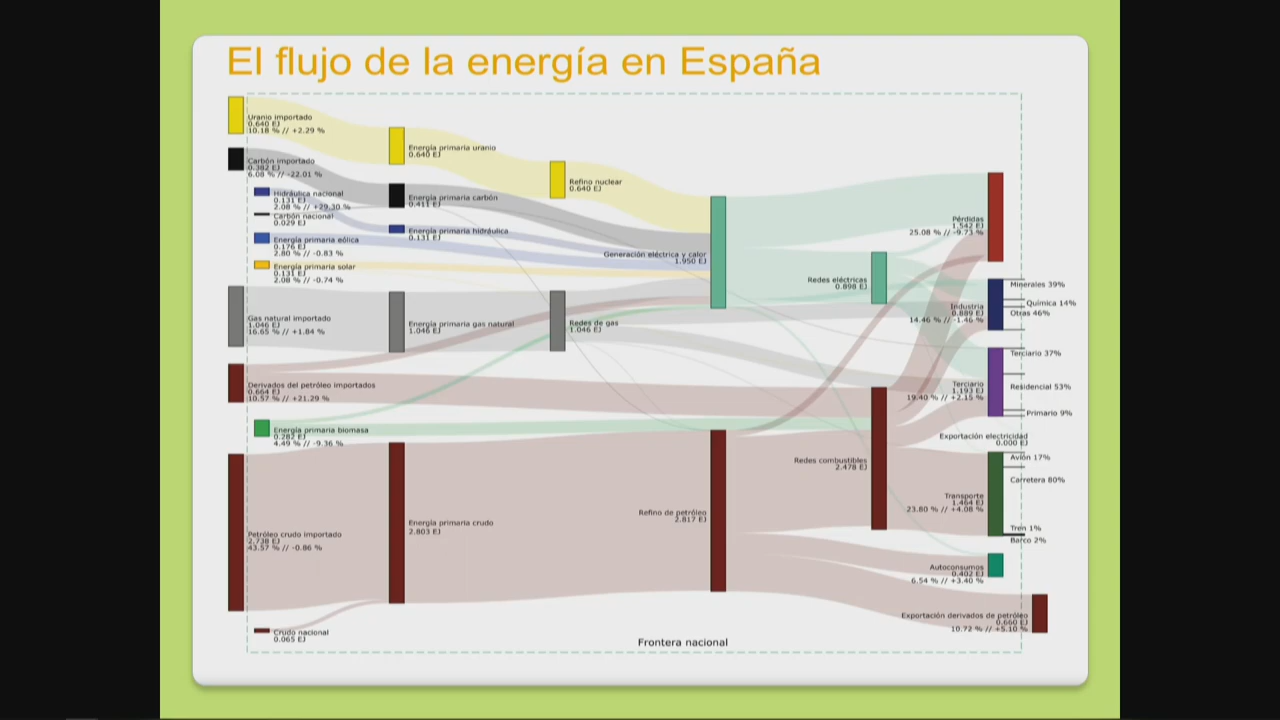 El flujo de la energía en España
Uranio importado
0.640 EJ
10.18 % // +2.29 %
Carbón importado
0.382 EJ
6.08 % // -22.01 %
Hidráulica nacional
0.131 EJ
2.08 % // +29.30 %
Carbón nacional
0.029 EJ
Energía primaria eólica
0.176 EJ
2.80 % // -0.83 %
Energía primaria solar
0.131 EJ
2.08 % // -0.74 %
Gas natural importado
1.046 EJ
16.65 % // +1.84 %
Derivados del petróleo importados
0.664 EJ
10.57 % // +21.29 %
Energía primaria biomasa
0.282 EJ
4.49 % // -9.36 %
Petróleo crudo importado
2.738 EJ
43.57 % // -0.86 %
Crudo nacional
0.065 EJ
Energía primaria uranio
0.640 EJ
Energía primaria carbón
0.411 EJ
Energía primaria hidráulica
0.131 EJ
Energía primaria gas natural
1.046 EJ
Energía primaria crudo
2.803 EJ
Refino nuclear
0.640 EJ
Redes de gas
1.046 EJ
Generación eléctrica y calor
1.950 EJ
Refino de petróleo
2.817 EJ
Redes eléctricas
0.898 EJ
Redes combustibles
2.478 EJ
Pérdidas
1.542 EJ
25.08 % // -9.73 %
Industria
0.889 EJ
14.46 % // -1.46 %
Terciario
1.193 EJ
19.40 % // +2.15 %
Exportación electricidad
0.000 EJ
Transporte
1.464 EJ
23.80 % // +4.08 %
Autoconsumos
0.402 EJ
6.54 % // +3.40 %
Exportación derivados de petróleo
0.660 EJ
10.72 % // +5.10 %
Minerales 39%
Química 14%
Otras 46%
Terciario 37%
Residencial 53%
Primario 9%
Avión 17%
Carretera 80%
Tren 1%
Barco 2%
Frontera nacional